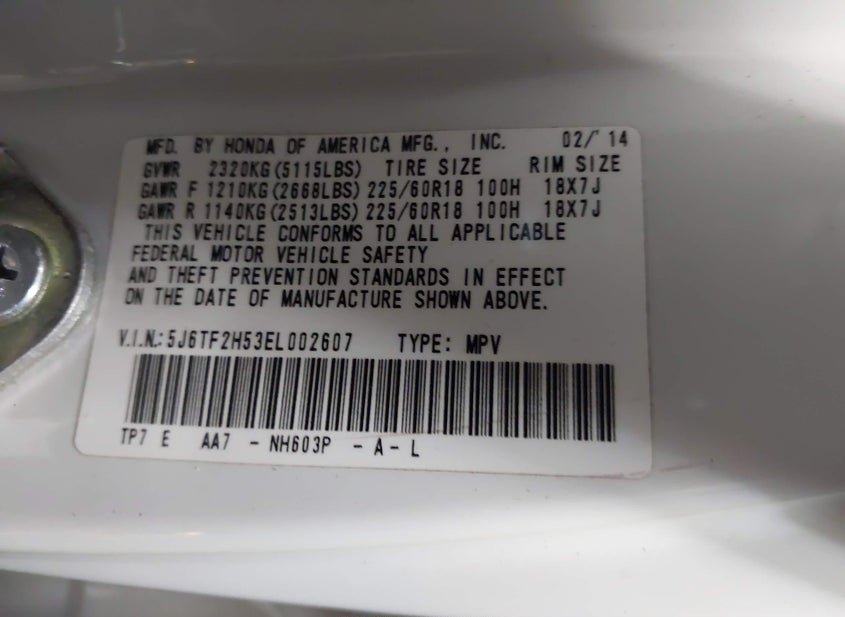 MFD. BY HONDA OF AMERICA MFG., INC. 02/'14
GVWR 2320KG(5115LBS) TIRE SIZE RIM SIZE
GAWR F 1210KG(2668LBS) 225/60R18 100H 18X7J
GAWR R 1140KG(2513LBS) 225/60R18 100H 18X7J
THIS VEHICLE CONFORMS TO ALL APPLICABLE
FEDERAL MOTOR VEHICLE SAFETY
AND THEFT PREVENTION STANDARDS IN EFFECT
ON THE DATE OF MANUFACTURE SHOWN ABOVE.
V.I.N.: 5J6TF2H53EL002607 TYPE: MPV
TP7 E AA7 - NH603P - A - L